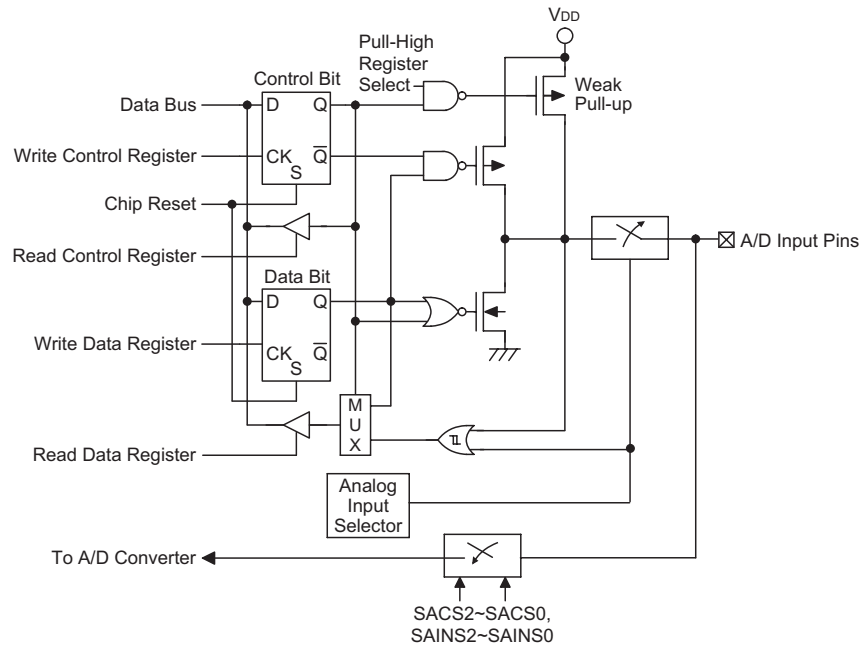 VDD
Pull-High
Register
Select
Control Bit
Weak
Pull-up
Data Bus
D
Q
Write Control Register
CK
Q̅
S
Chip Reset
Read Control Register
A/D Input Pins
Data Bit
D
Q
Write Data Register
CK
Q̅
S
M
U
X
Read Data Register
Analog
Input
Selector
To A/D Converter
SACS2~SACS0,
SAINS2~SAINS0